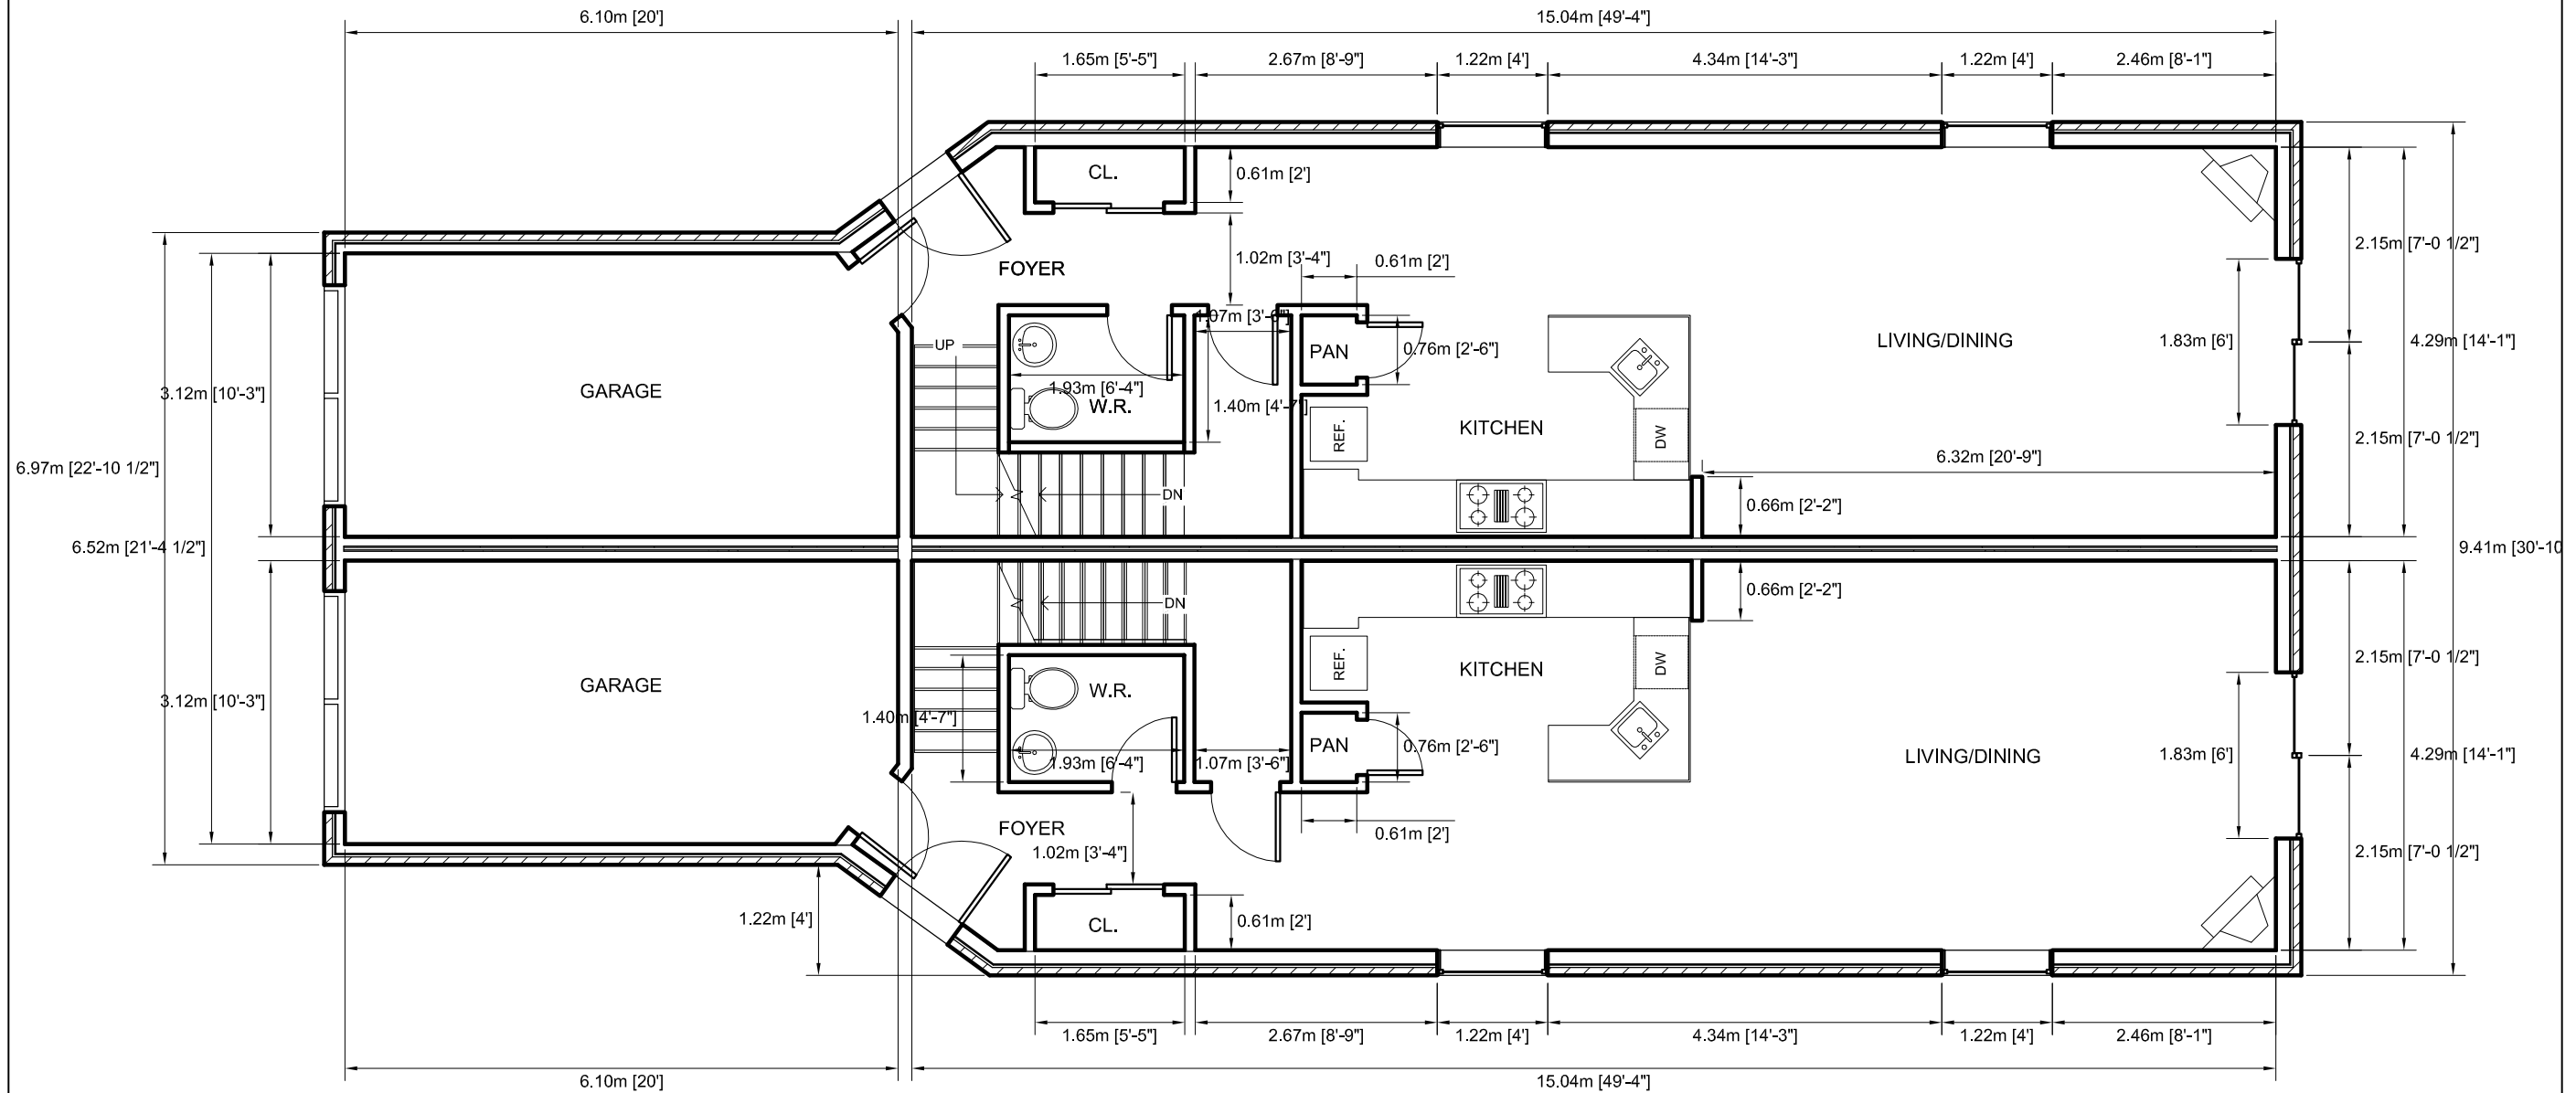 6.10m [20'] 15.04m [49'-4"]
1.65m [5'-5"] 2.67m [8'-9"] 1.22m [4'] 4.34m [14'-3"] 1.22m [4'] 2.46m [8'-1"]
CL. 0.61m [2']
2.15m [7'-0 1/2"]
FOYER 1.02m [3'-4"] 0.61m [2']
1.07m [3'-6"]
UP PAN 0.76m [2'-6"] LIVING/DINING 1.83m [6'] 4.29m [14'-1"]
3.12m [10'-3"] GARAGE 1.93m [6'-4"]
W.R. 1.40m [4'-7"]
REF. KITCHEN DW
6.97m [22'-10 1/2"] 6.32m [20'-9"] 2.15m [7'-0 1/2"]
DN 0.66m [2'-2"]
6.52m [21'-4 1/2"] 9.41m [30'-10
DN 0.66m [2'-2"]
REF. KITCHEN DW 2.15m [7'-0 1/2"]
GARAGE W.R.
3.12m [10'-3"] 1.40m [4'-7"]
PAN 0.76m [2'-6"] LIVING/DINING 1.83m [6'] 4.29m [14'-1"]
1.93m [6'-4"] 1.07m [3'-6"]
FOYER 0.61m [2']
1.02m [3'-4"] 2.15m [7'-0 1/2"]
1.22m [4'] CL. 0.61m [2']
1.65m [5'-5"] 2.67m [8'-9"] 1.22m [4'] 4.34m [14'-3"] 1.22m [4'] 2.46m [8'-1"]
6.10m [20'] 15.04m [49'-4"]